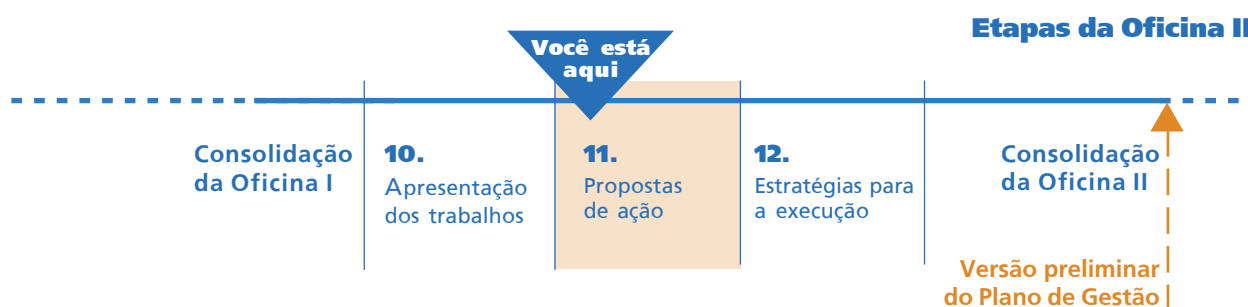 Etapas da Oficina II
Você está
aqui
Consolidação
da Oficina I
10.
Apresentação
dos trabalhos
11.
Propostas
de ação
12.
Estratégias para
a execução
Consolidação
da Oficina II
Versão preliminar
do Plano de Gestão